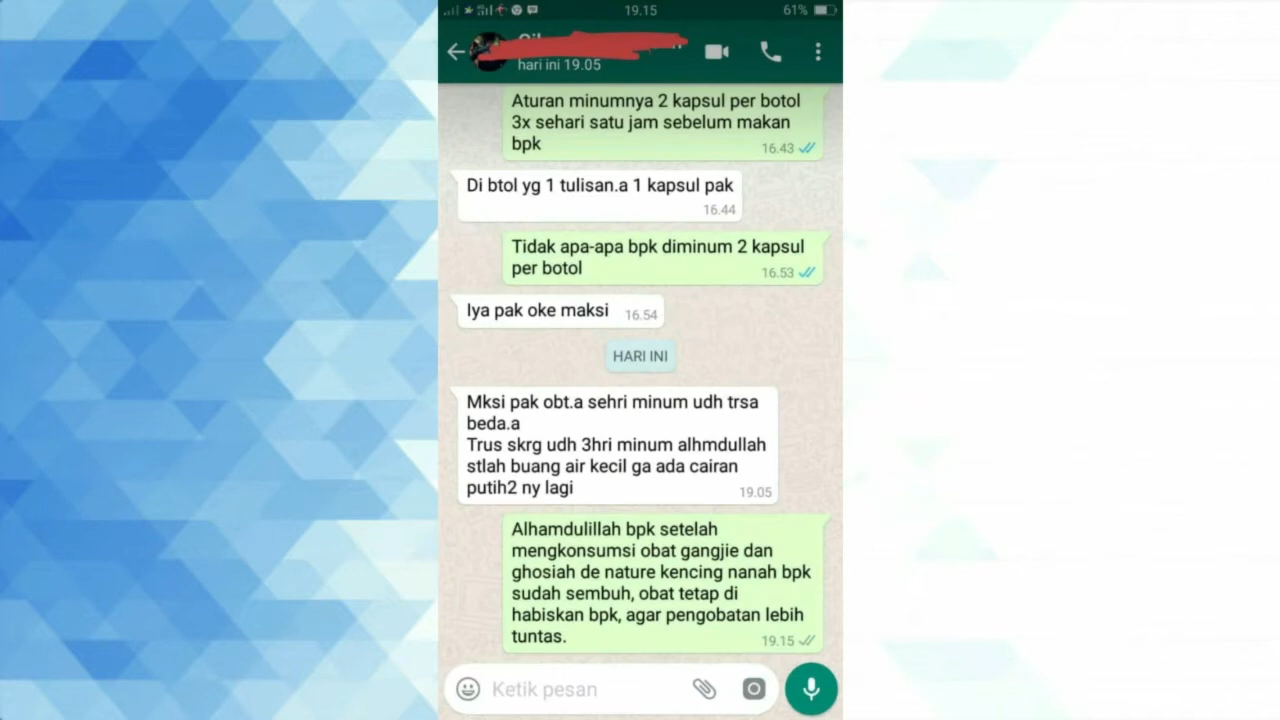 19.15
61%
hari ini 19.05
Aturan minumnya 2 kapsul per botol
3x sehari satu jam sebelum makan
bpk
16.43
Di btol yg 1 tulisan.a 1 kapsul pak
16.44
Tidak apa-apa bpk diminum 2 kapsul
per botol
16.53
Iya pak oke maksi
16.54
HARI INI
Mksi pak obt.a sehri minum udh trsa
beda.a
Trus skrg udh 3hri minum alhmdullah
stlah buang air kecil ga ada cairan
putih2 ny lagi
19.05
Alhamdulillah bpk setelah
mengkonsumsi obat gangjie dan
ghosiah de nature kencing nanah bpk
sudah sembuh, obat tetap di
habiskan bpk, agar pengobatan lebih
tuntas.
19.15
Ketik pesan